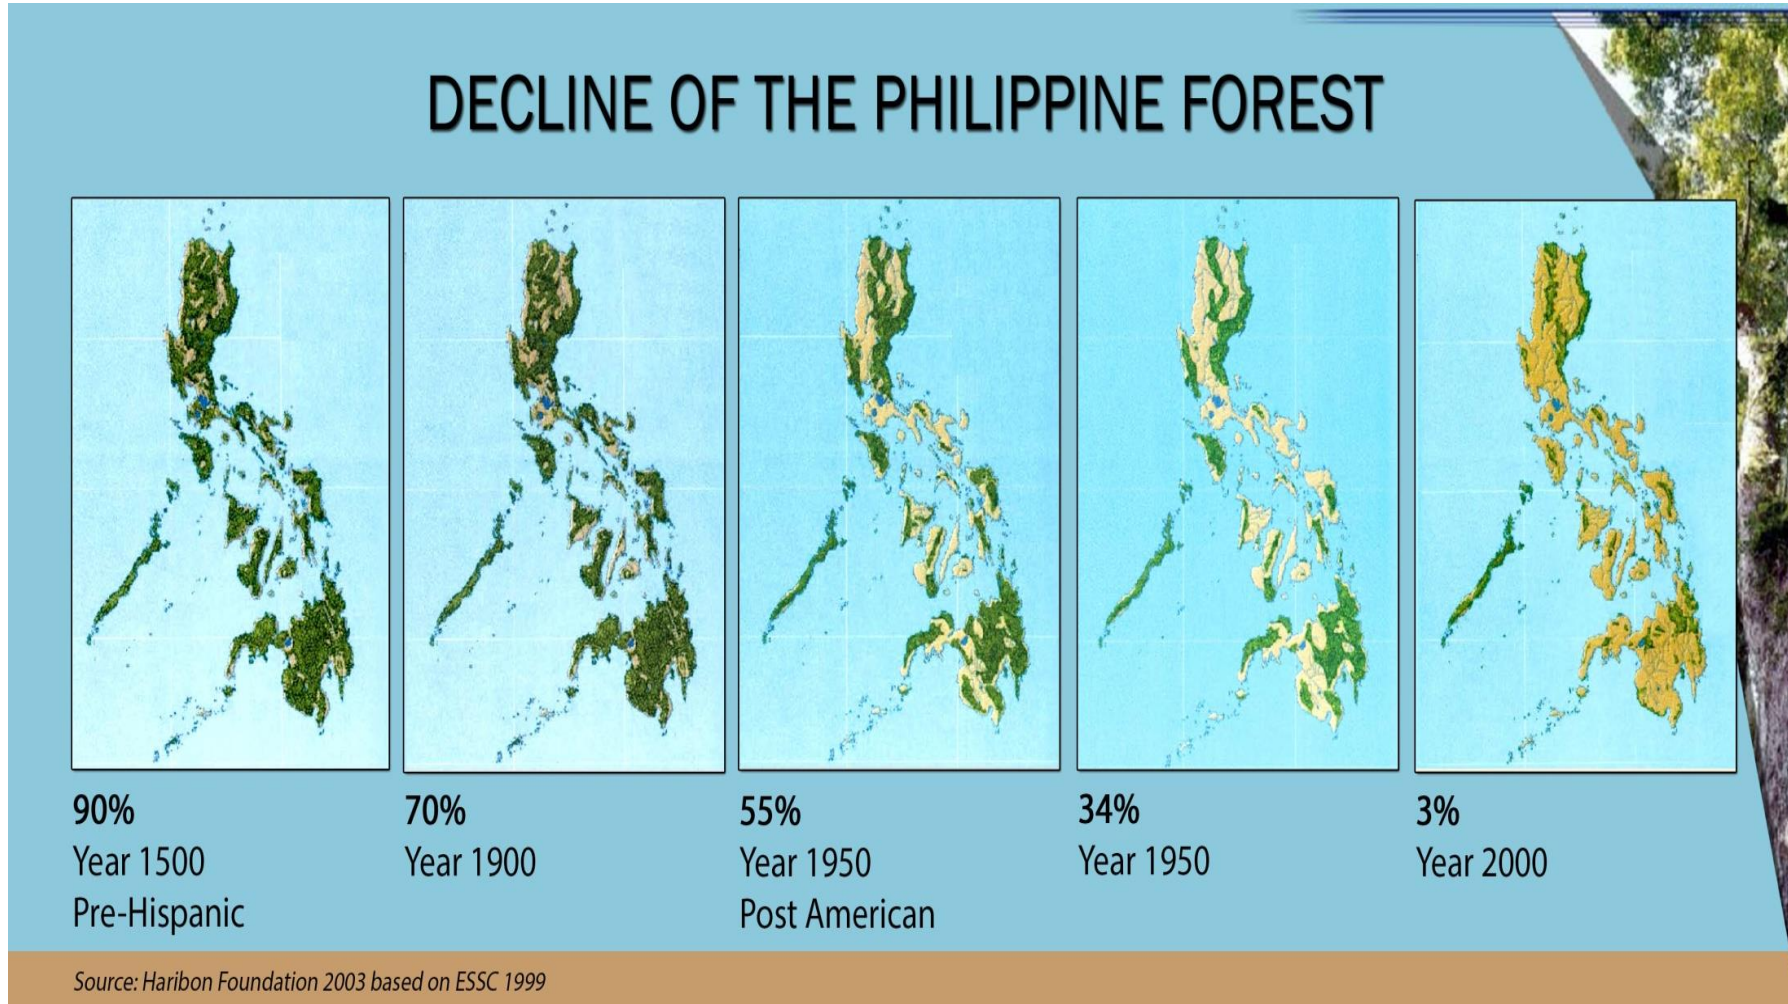 DECLINE OF THE PHILIPPINE FOREST
90%
Year 1500
Pre-Hispanic
70%
Year 1900
55%
Year 1950
Post American
34%
Year 1950
3%
Year 2000
Source: Haribon Foundation 2003 based on ESSC 1999